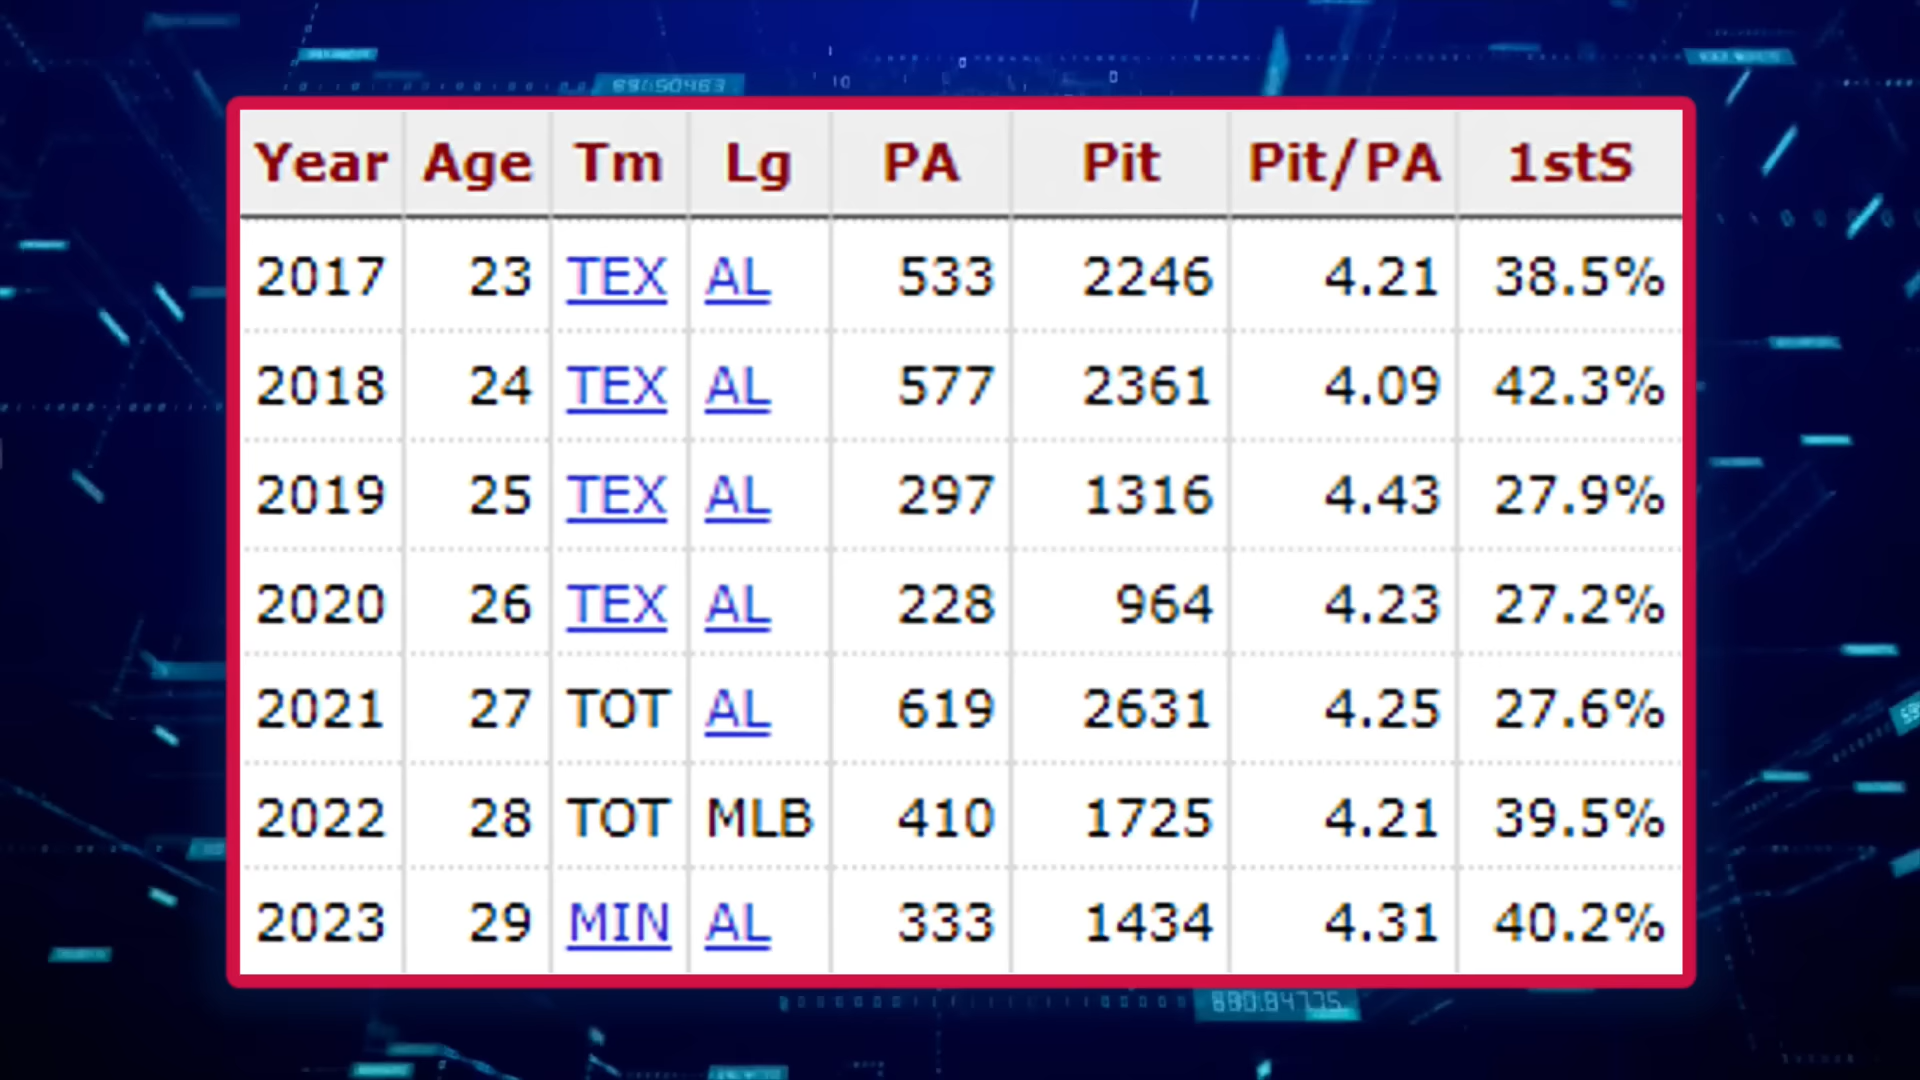 69.:50463
Year Age Tm Lg PA Pit Pit/PA 1stS
2017 23 TEX AL 533 2246 4.21 38.5%
2018 24 TEX AL 577 2361 4.09 42.3%
2019 25 TEX AL 297 1316 4.43 27.9%
2020 26 TEX AL 228 964 4.23 27.2%
2021 27 TOT AL 619 2631 4.25 27.6%
2022 28 TOT MLB 410 1725 4.21 39.5%
2023 29 MIN AL 333 1434 4.31 40.2%